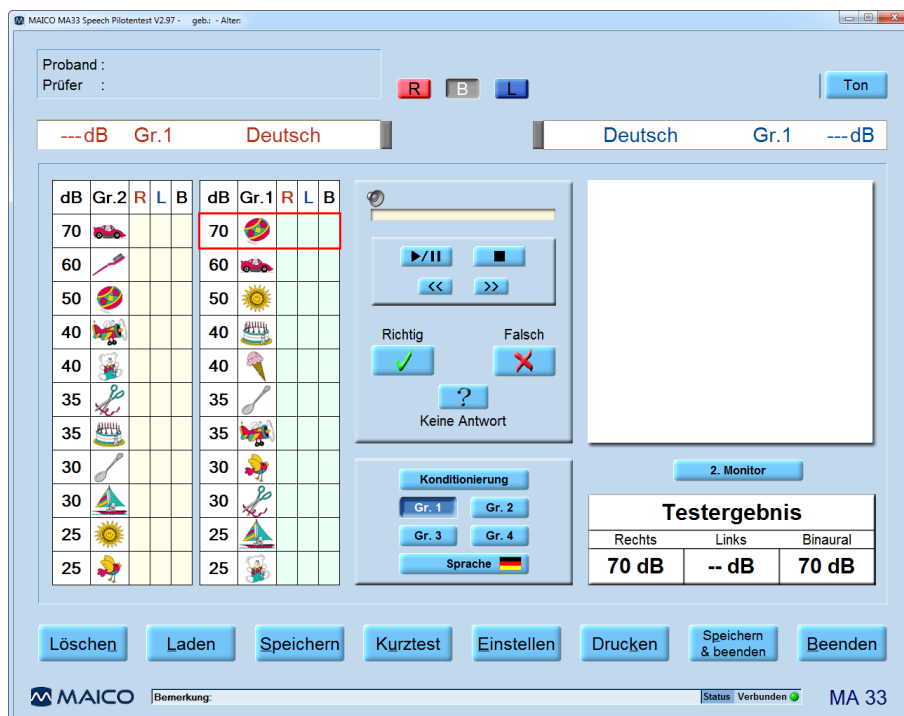 MAICO MA33 Speech Pilotentest V2.97 - geb.: - Alter:
Proband :
Prüfer :
R B L
Ton
---dB Gr.1 Deutsch
Deutsch Gr.1 ---dB
dB Gr.2 R L B
70
60
50
40
40
35
35
30
30
25
25
dB Gr.1 R L B
70
60
50
40
40
35
35
30
30
25
25
▶/II ■
<< >>
Richtig Falsch
?
Keine Antwort
Konditionierung
Gr. 1 Gr. 2
Gr. 3 Gr. 4
Sprache
2. Monitor
Testergebnis
Rechts Links Binaural
70 dB -- dB 70 dB
Löschen Laden Speichern Kurztest Einstellen Drucken Speichern & beenden Beenden
MAICO Bemerkung: Status Verbunden MA 33